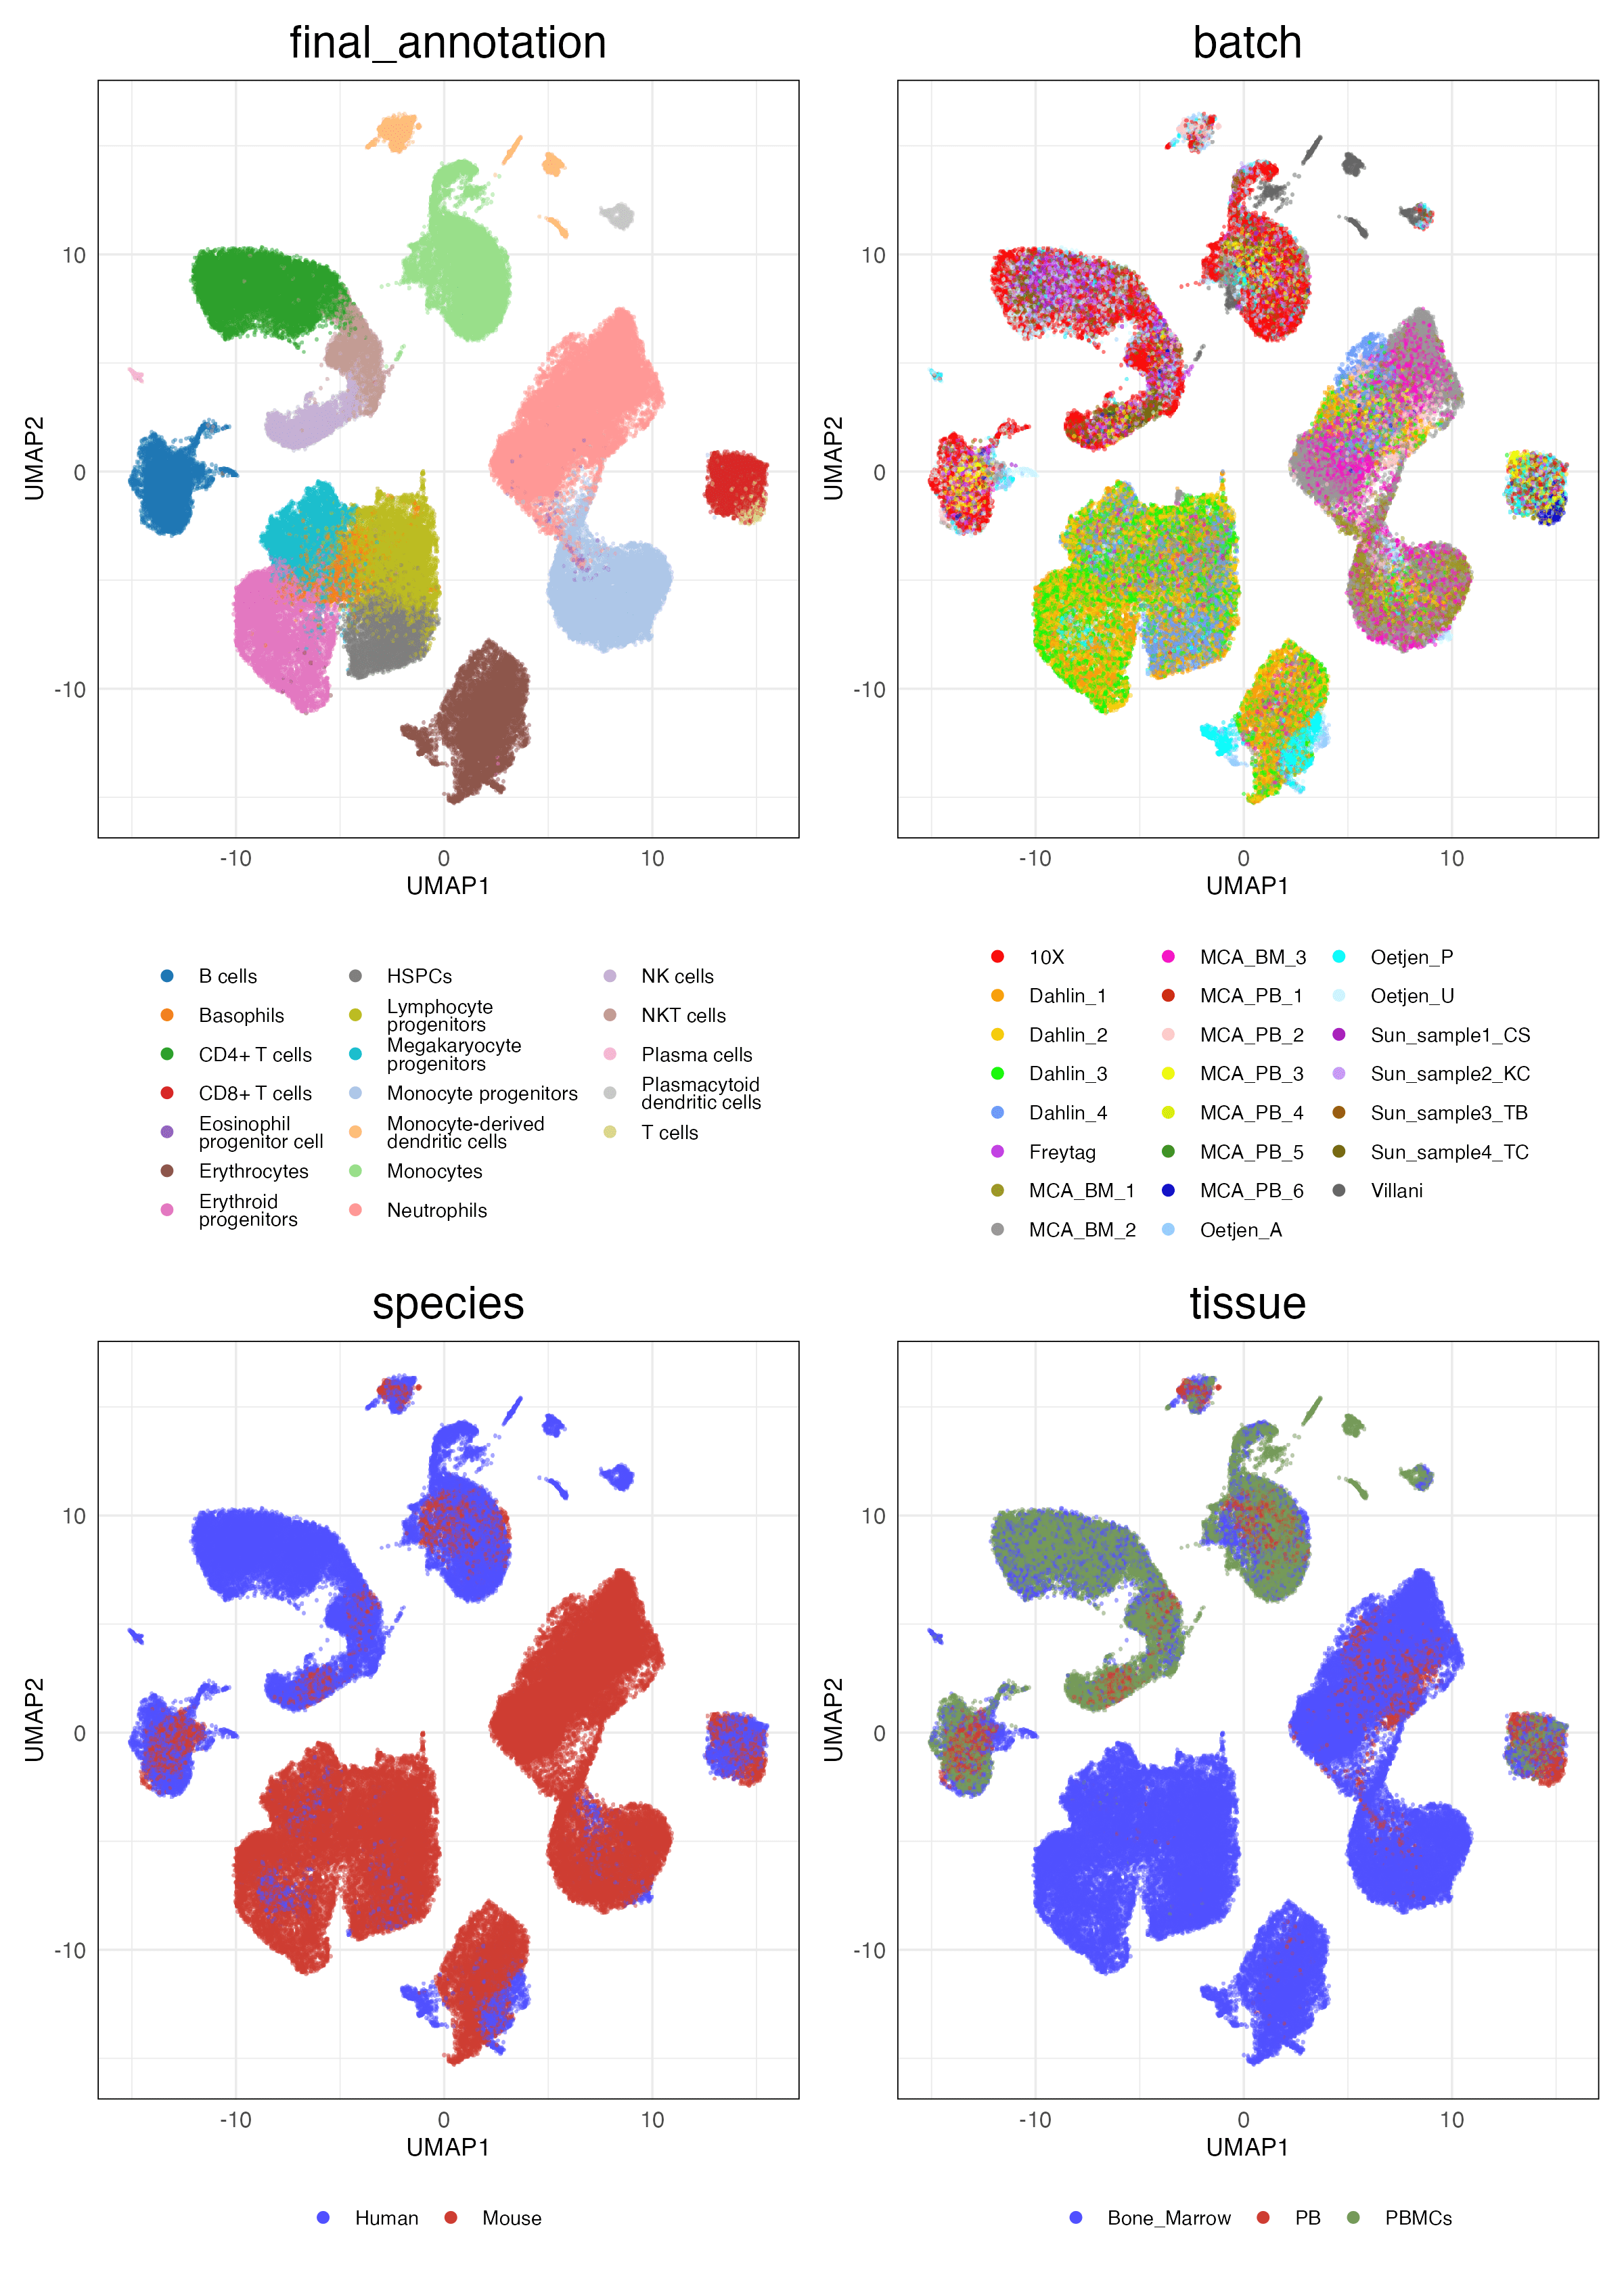 final_annotation
batch
10
0
-10
UMAP2
-10
0
10
UMAP1
10
0
-10
UMAP2
-10
0
10
UMAP1
B cells
Basophils
CD4+ T cells
CD8+ T cells
Eosinophil
progenitor cell
Erythrocytes
Erythroid
progenitors
HSPCs
Lymphocyte
progenitors
Megakaryocyte
progenitors
Monocyte progenitors
Monocyte-derived
dendritic cells
Monocytes
Neutrophils
NK cells
NKT cells
Plasma cells
Plasmacytoid
dendritic cells
T cells
10X
Dahlin_1
Dahlin_2
Dahlin_3
Dahlin_4
Freytag
MCA_BM_1
MCA_BM_2
MCA_BM_3
MCA_PB_1
MCA_PB_2
MCA_PB_3
MCA_PB_4
MCA_PB_5
MCA_PB_6
Oetjen_A
Oetjen_P
Oetjen_U
Sun_sample1_CS
Sun_sample2_KC
Sun_sample3_TB
Sun_sample4_TC
Villani
species
tissue
10
0
-10
UMAP2
-10
0
10
UMAP1
10
0
-10
UMAP2
-10
0
10
UMAP1
Human
Mouse
Bone_Marrow
PB
PBMCs